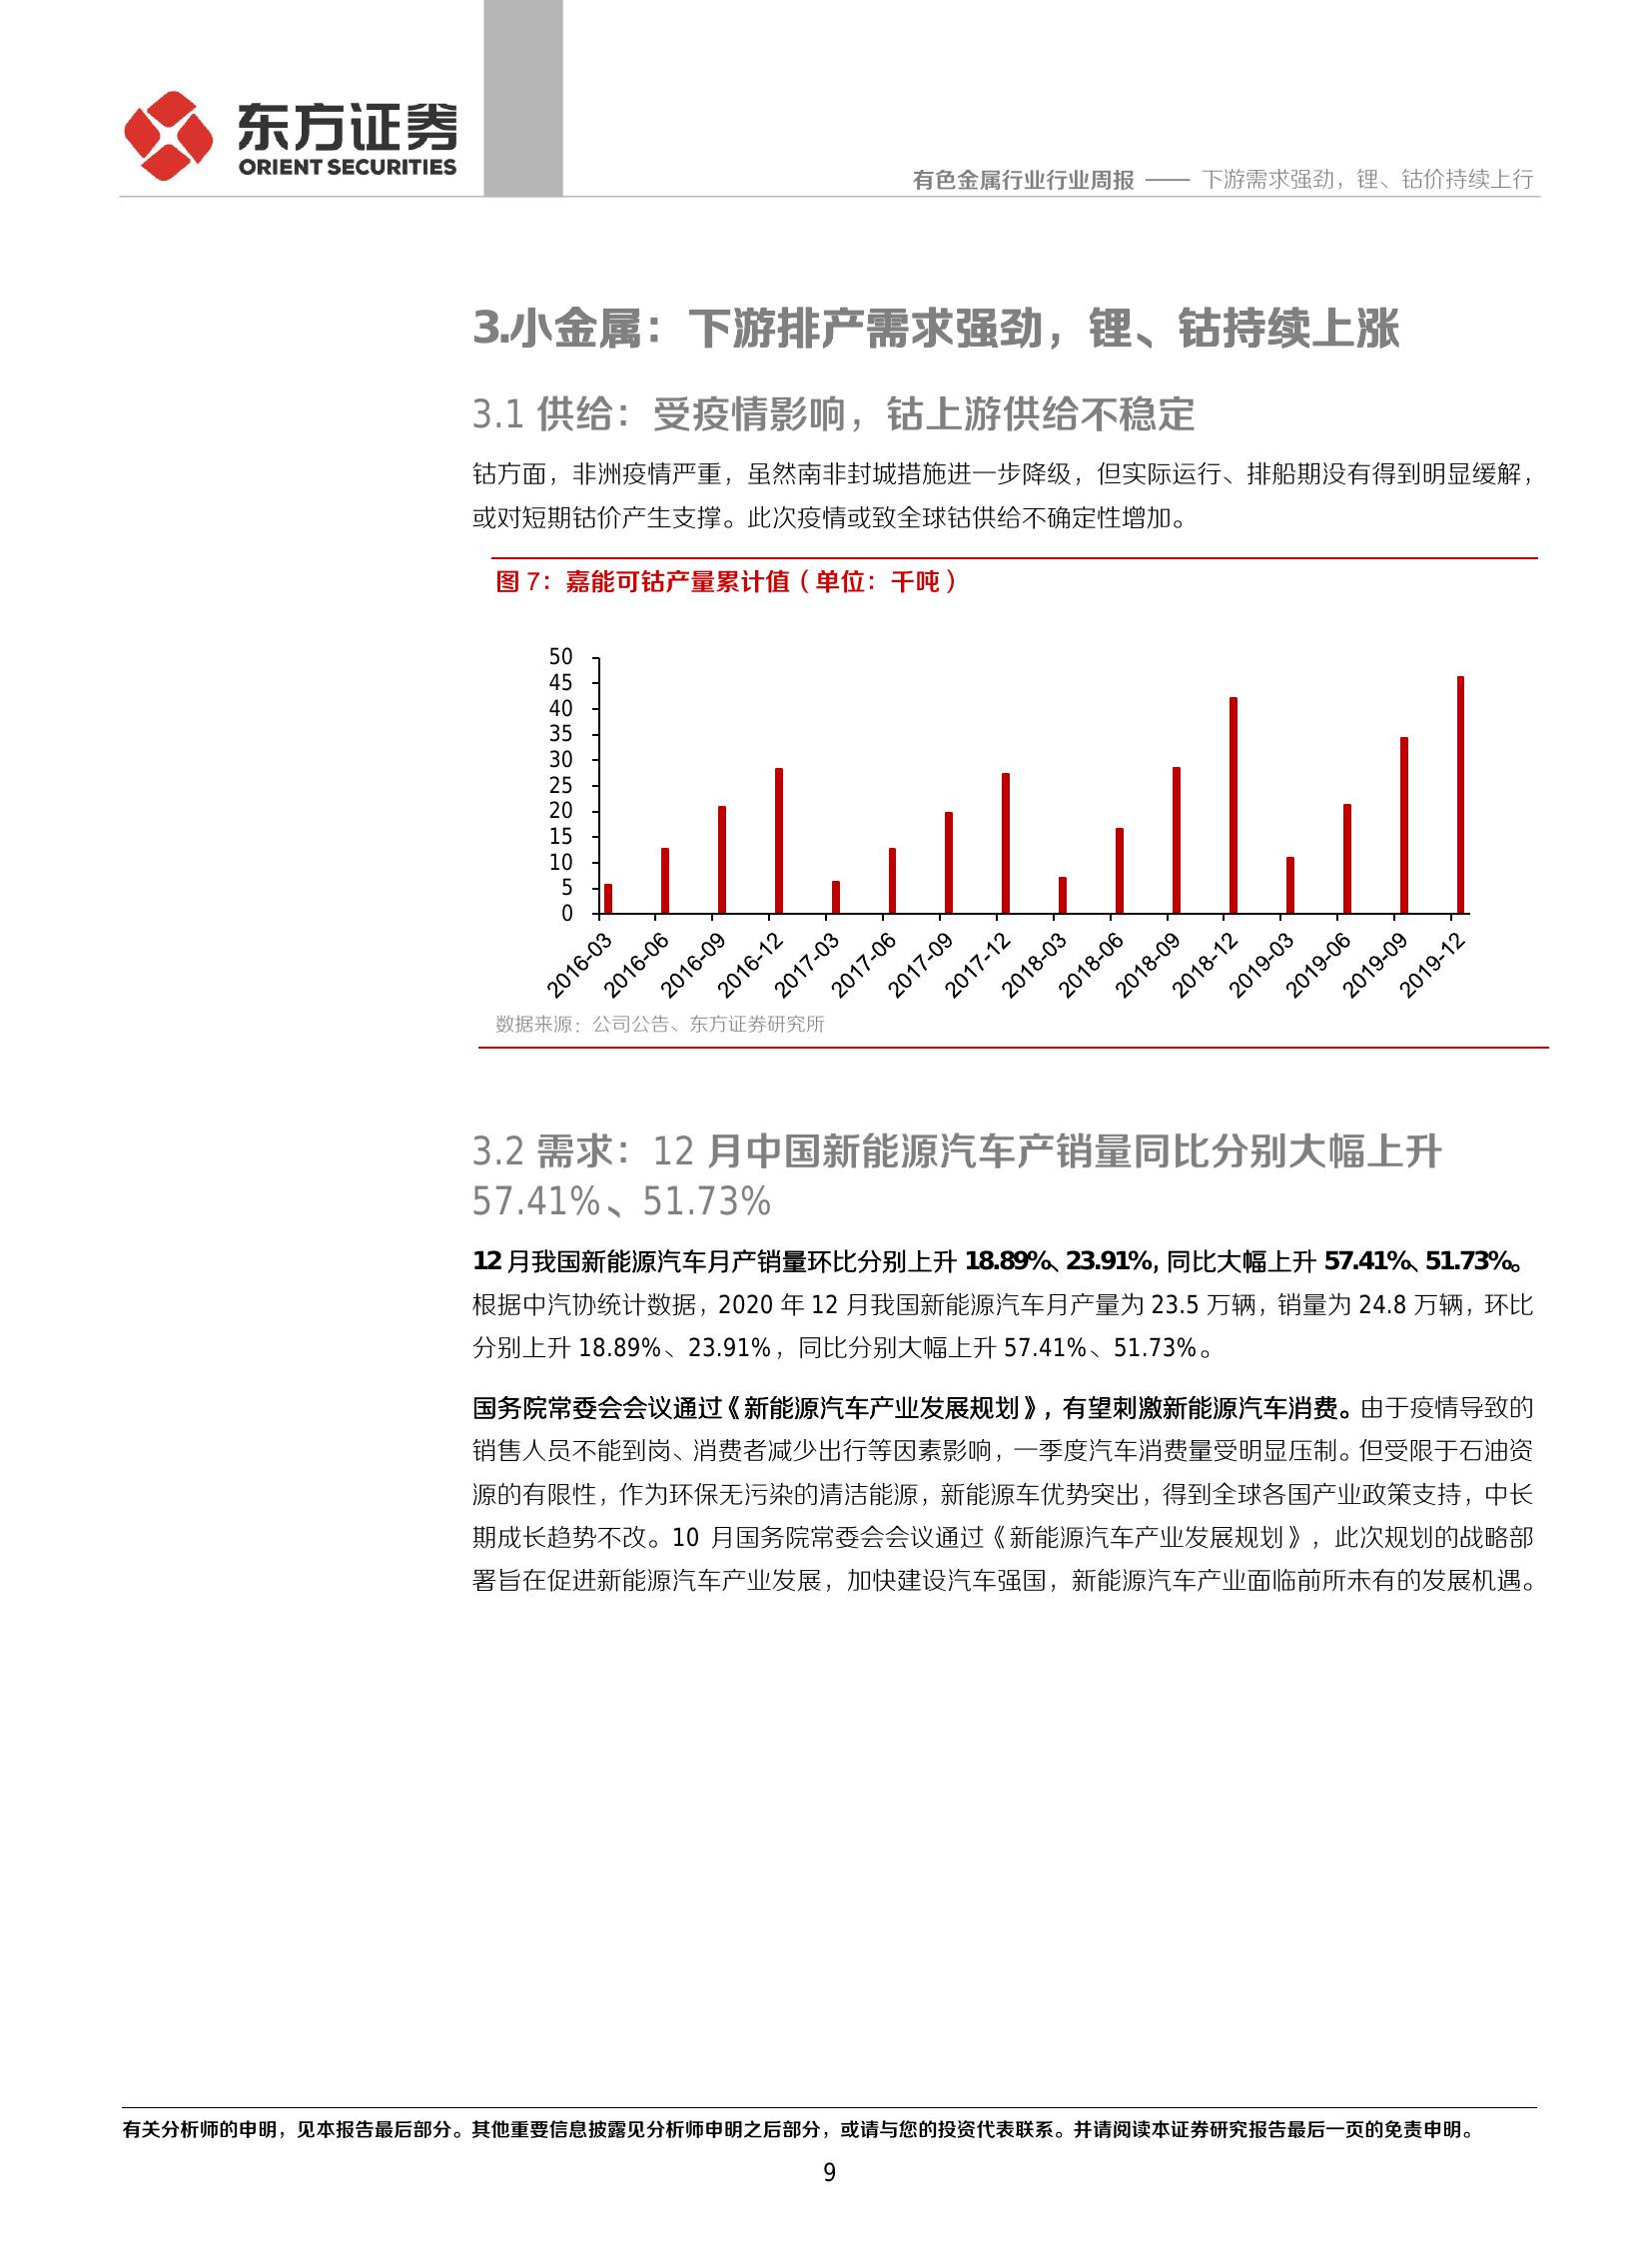 东方证券
ORIENT SECURITIES
有色金属行业行业周报 —— 下游需求强劲，锂、钴价持续上行
3.小金属：下游排产需求强劲，锂、钴持续上涨
3.1 供给：受疫情影响，钴上游供给不稳定
钴方面，非洲疫情严重，虽然南非封城措施进一步降级，但实际运行、排船期没有得到明显缓解，
或对短期钴价产生支撑。此次疫情或致全球钴供给不确定性增加。
图 7：嘉能可钴产量累计值（单位：千吨）
50
45
40
35
30
25
20
15
10
5
0
2016-03
2016-06
2016-09
2016-12
2017-03
2017-06
2017-09
2017-12
2018-03
2018-06
2018-09
2018-12
2019-03
2019-06
2019-09
2019-12
数据来源：公司公告、东方证券研究所
3.2 需求：12 月中国新能源汽车产销量同比分别大幅上升
57.41%、51.73%
12 月我国新能源汽车月产销量环比分别上升 18.89%、23.91%，同比大幅上升 57.41%、51.73%。
根据中汽协统计数据，2020 年 12 月我国新能源汽车月产量为 23.5 万辆，销量为 24.8 万辆，环比
分别上升 18.89%、23.91%，同比分别大幅上升 57.41%、51.73%。
国务院常委会会议通过《新能源汽车产业发展规划》，有望刺激新能源汽车消费。由于疫情导致的
销售人员不能到岗、消费者减少出行等因素影响，一季度汽车消费量受明显压制。但受限于石油资
源的有限性，作为环保无污染的清洁能源，新能源车优势突出，得到全球各国产业政策支持，中长
期成长趋势不改。10 月国务院常委会会议通过《新能源汽车产业发展规划》，此次规划的战略部
署旨在促进新能源汽车产业发展，加快建设汽车强国，新能源汽车产业面临前所未有的发展机遇。
有关分析师的申明，见本报告最后部分。其他重要信息披露见分析师申明之后部分，或请与您的投资代表联系。并请阅读本证券研究报告最后一页的免责申明。
9